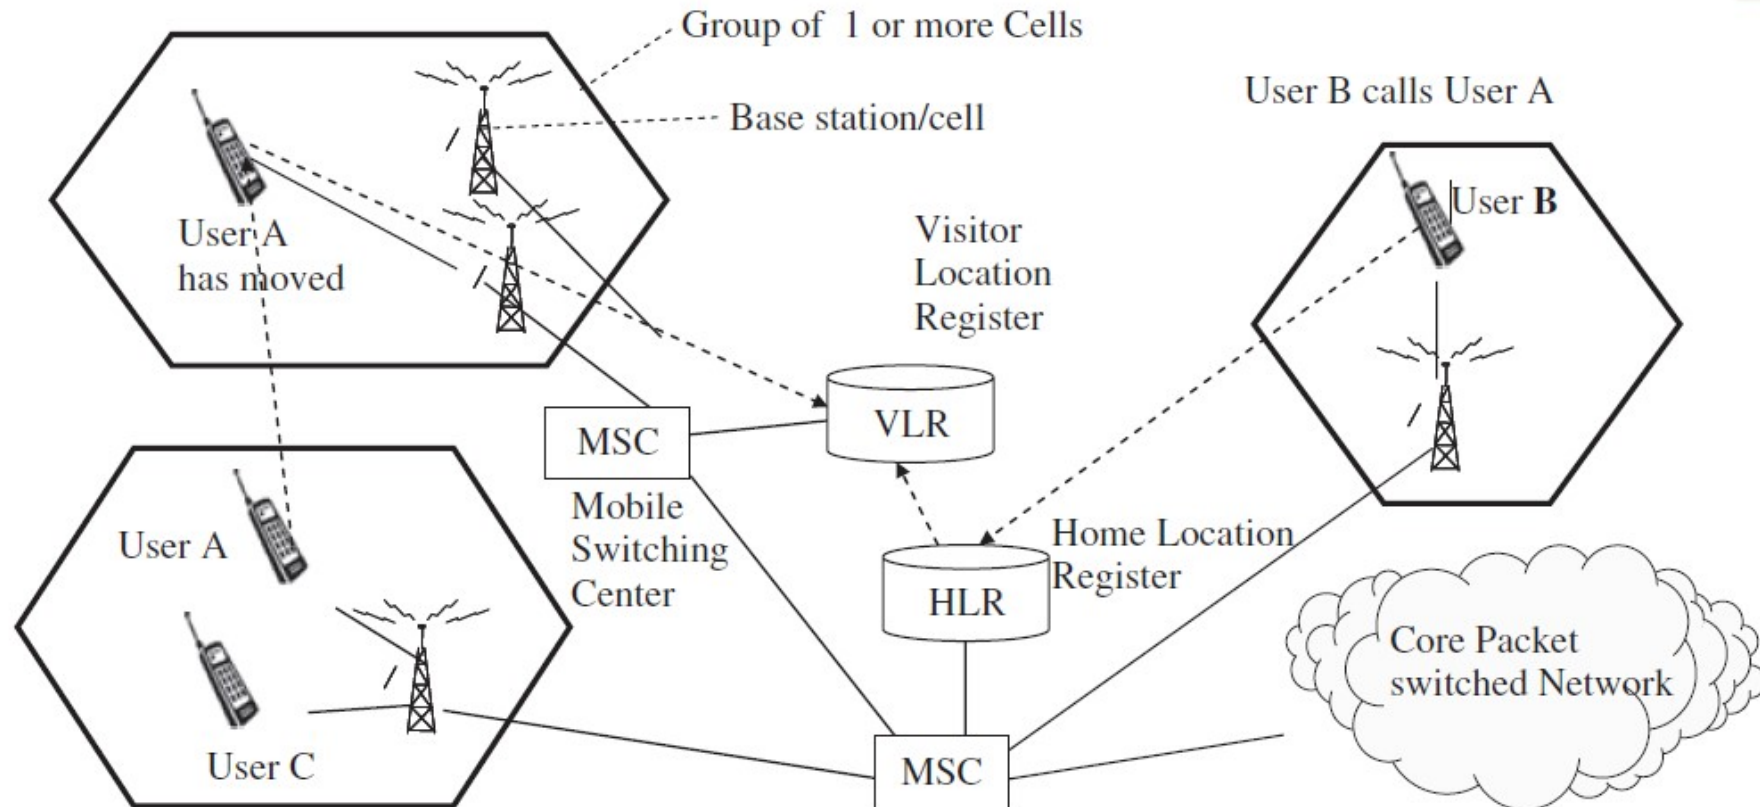 Group of 1 or more Cells
Base station/cell
User B calls User A
User B
User A
has moved
Visitor
Location
Register
VLR
MSC
Mobile
Switching
Center
User A
Home Location
Register
HLR
Core Packet
switched Network
User C
MSC